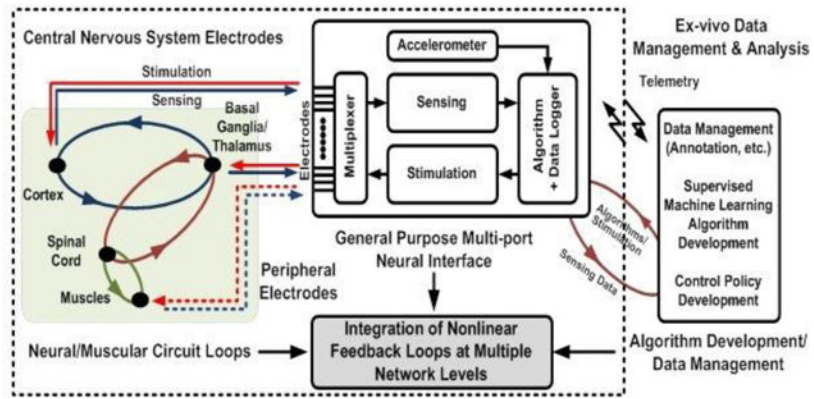 Central Nervous System Electrodes
Stimulation
Sensing
Basal
Ganglia/
Thalamus
Cortex
Spinal
Cord
Muscles
Peripheral
Electrodes
Neural/Muscular Circuit Loops
Electrodes
Multiplexer
Accelerometer
Sensing
Stimulation
Algorithm
+ Data Logger
General Purpose Multi-port
Neural Interface
Integration of Nonlinear
Feedback Loops at Multiple
Network Levels
Ex-vivo Data
Management & Analysis
Telemetry
Data Management
(Annotation, etc.)
Supervised
Machine Learning
Algorithm
Development
Control Policy
Development
Algorithms/
Stimulation
Sensing Data
Algorithm Development/
Data Management